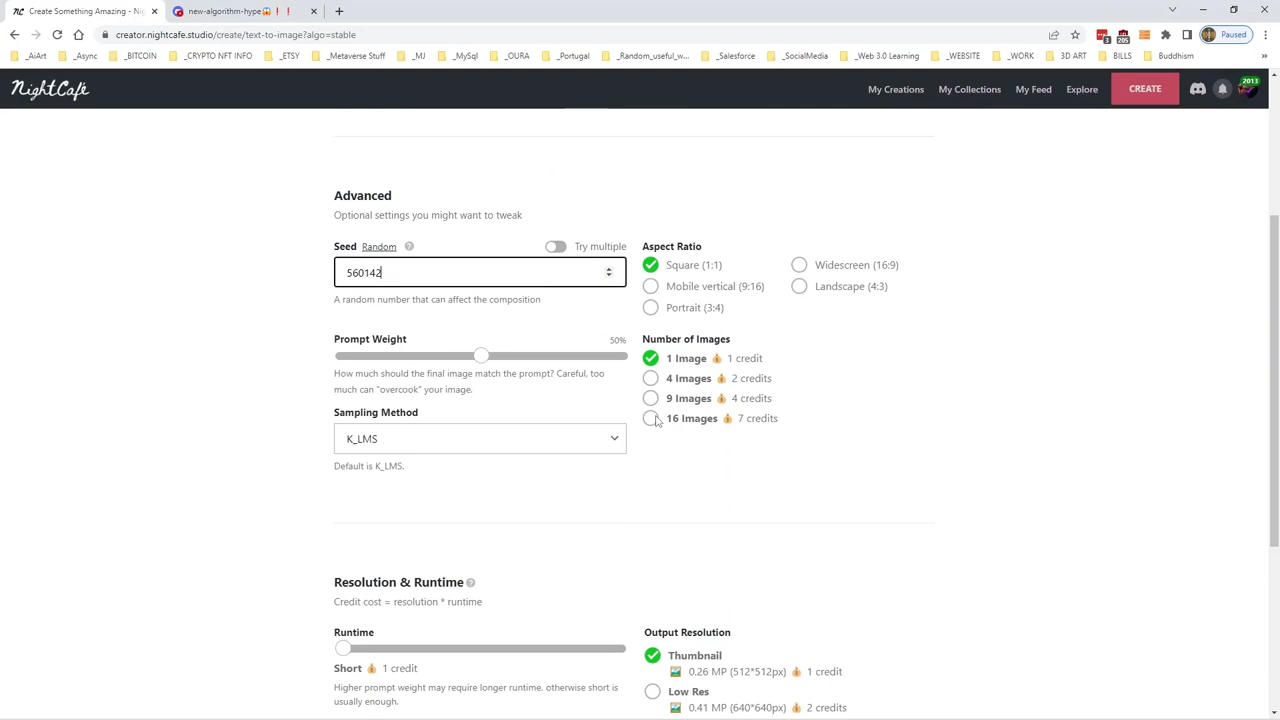 Create Something Amazing - Nig
new-algorithm-hype😱❗❗
creator.nightcafe.studio/create/text-to-image?algo=stable
3
205
Paused
_AiArt
_Async
_BITCOIN
_CRYPTO NFT INFO
_ETSY
_Metaverse Stuff
_MJ
_MySql
_OURA
_Portugal
_Random_useful_w...
_Salesforce
_SocialMedia
_Web 3.0 Learning
_WEBSITE
_WORK
3D ART
BILLS
Buddhism
»
NightCafe
My Creations
My Collections
My Feed
Explore
CREATE
2013
Advanced
Optional settings you might want to tweak
Seed Random ?
Try multiple
560142
A random number that can affect the composition
Aspect Ratio
Square (1:1)
Widescreen (16:9)
Mobile vertical (9:16)
Landscape (4:3)
Portrait (3:4)
Prompt Weight
50%
How much should the final image match the prompt? Careful, too
much can "overcook" your image.
Number of Images
1 Image 💰 1 credit
4 Images 💰 2 credits
9 Images 💰 4 credits
16 Images 💰 7 credits
Sampling Method
K_LMS
Default is K_LMS.
Resolution & Runtime ?
Credit cost = resolution * runtime
Runtime
Short 💰 1 credit
Higher prompt weight may require longer runtime, otherwise short is
usually enough.
Output Resolution
Thumbnail
0.26 MP (512*512px) 💰 1 credit
Low Res
0.41 MP (640*640px) 💰 2 credits